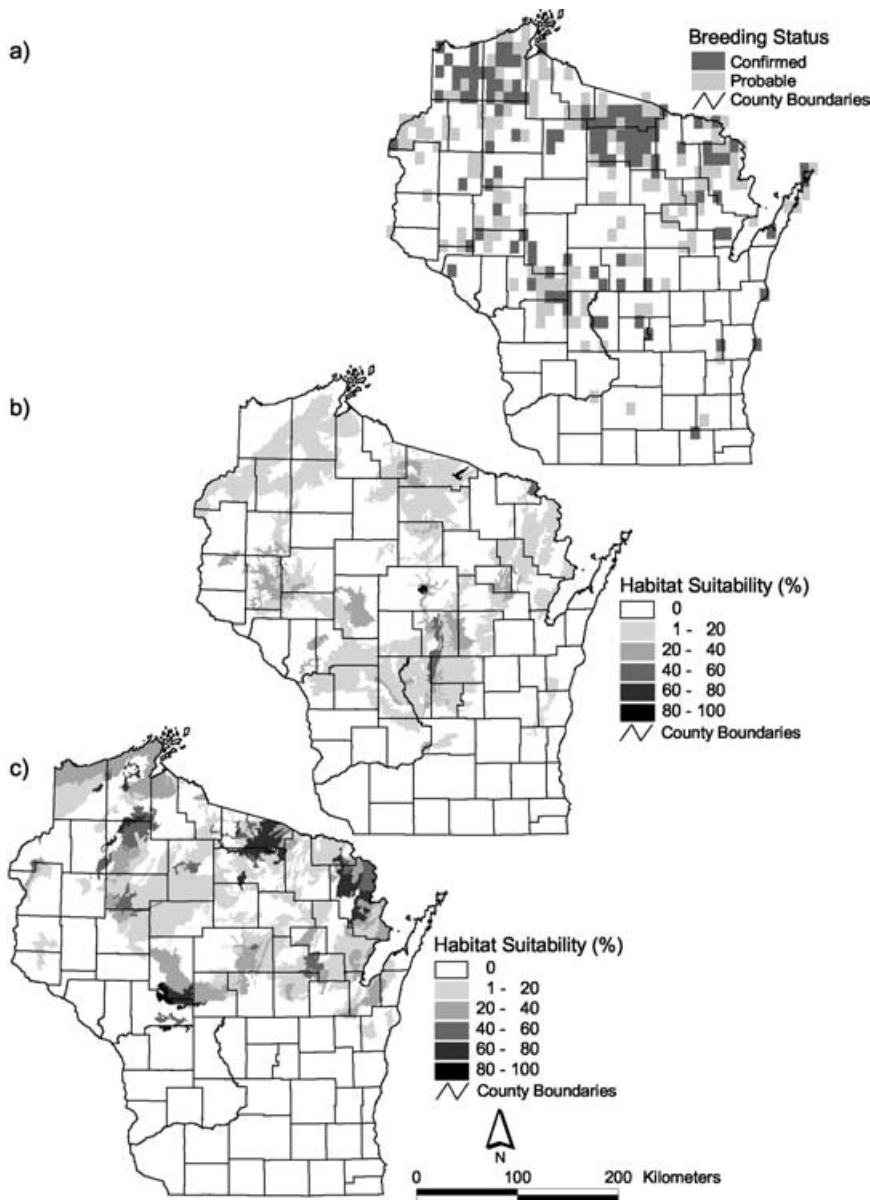 a)
Breeding Status
Confirmed
Probable
County Boundaries
b)
Habitat Suitability (%)
0
1 - 20
20 - 40
40 - 60
60 - 80
80 - 100
County Boundaries
c)
Habitat Suitability (%)
0
1 - 20
20 - 40
40 - 60
60 - 80
80 - 100
County Boundaries
N
0 100 200 Kilometers